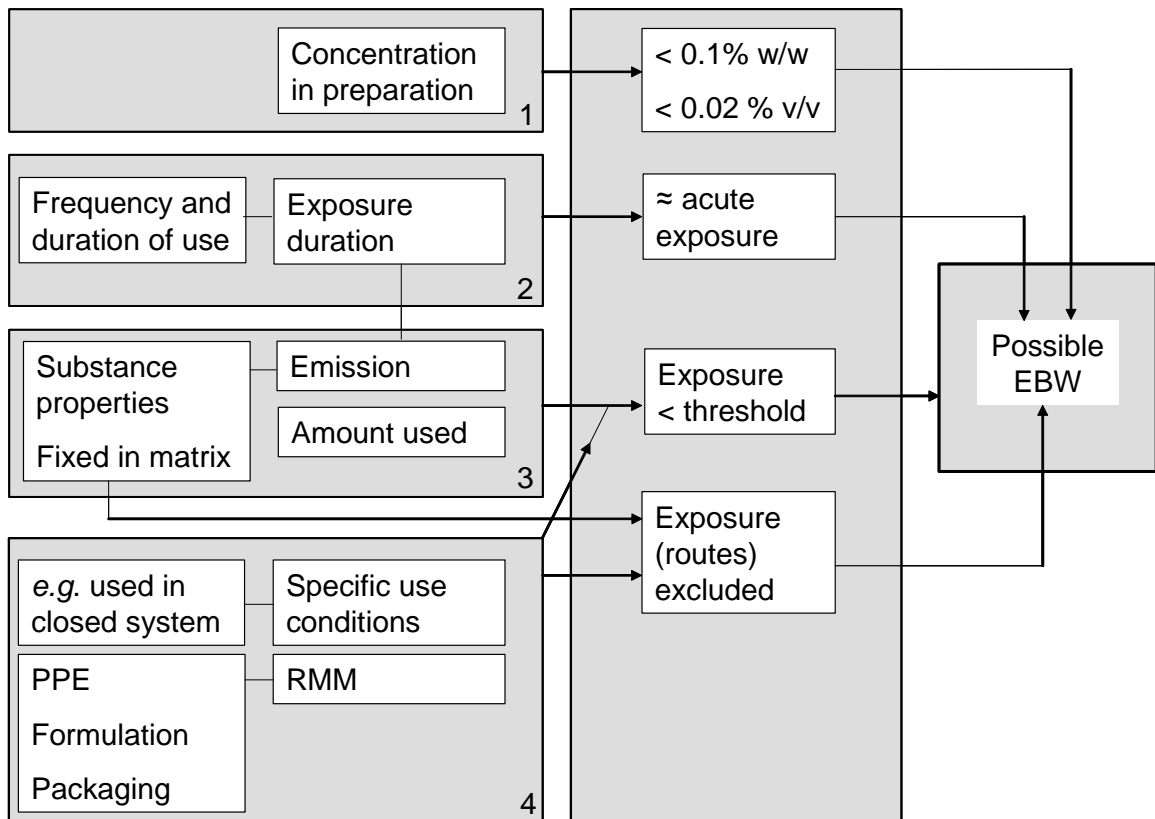 Concentration
in preparation
1
< 0.1% w/w
< 0.02 % v/v
Frequency and
duration of use
Exposure
duration
2
≈ acute
exposure
Substance
properties
Fixed in matrix
Emission
Amount used
3
Exposure
< threshold
Possible
EBW
e.g. used in
closed system
Specific use
conditions
PPE
Formulation
Packaging
RMM
4
Exposure
(routes)
excluded